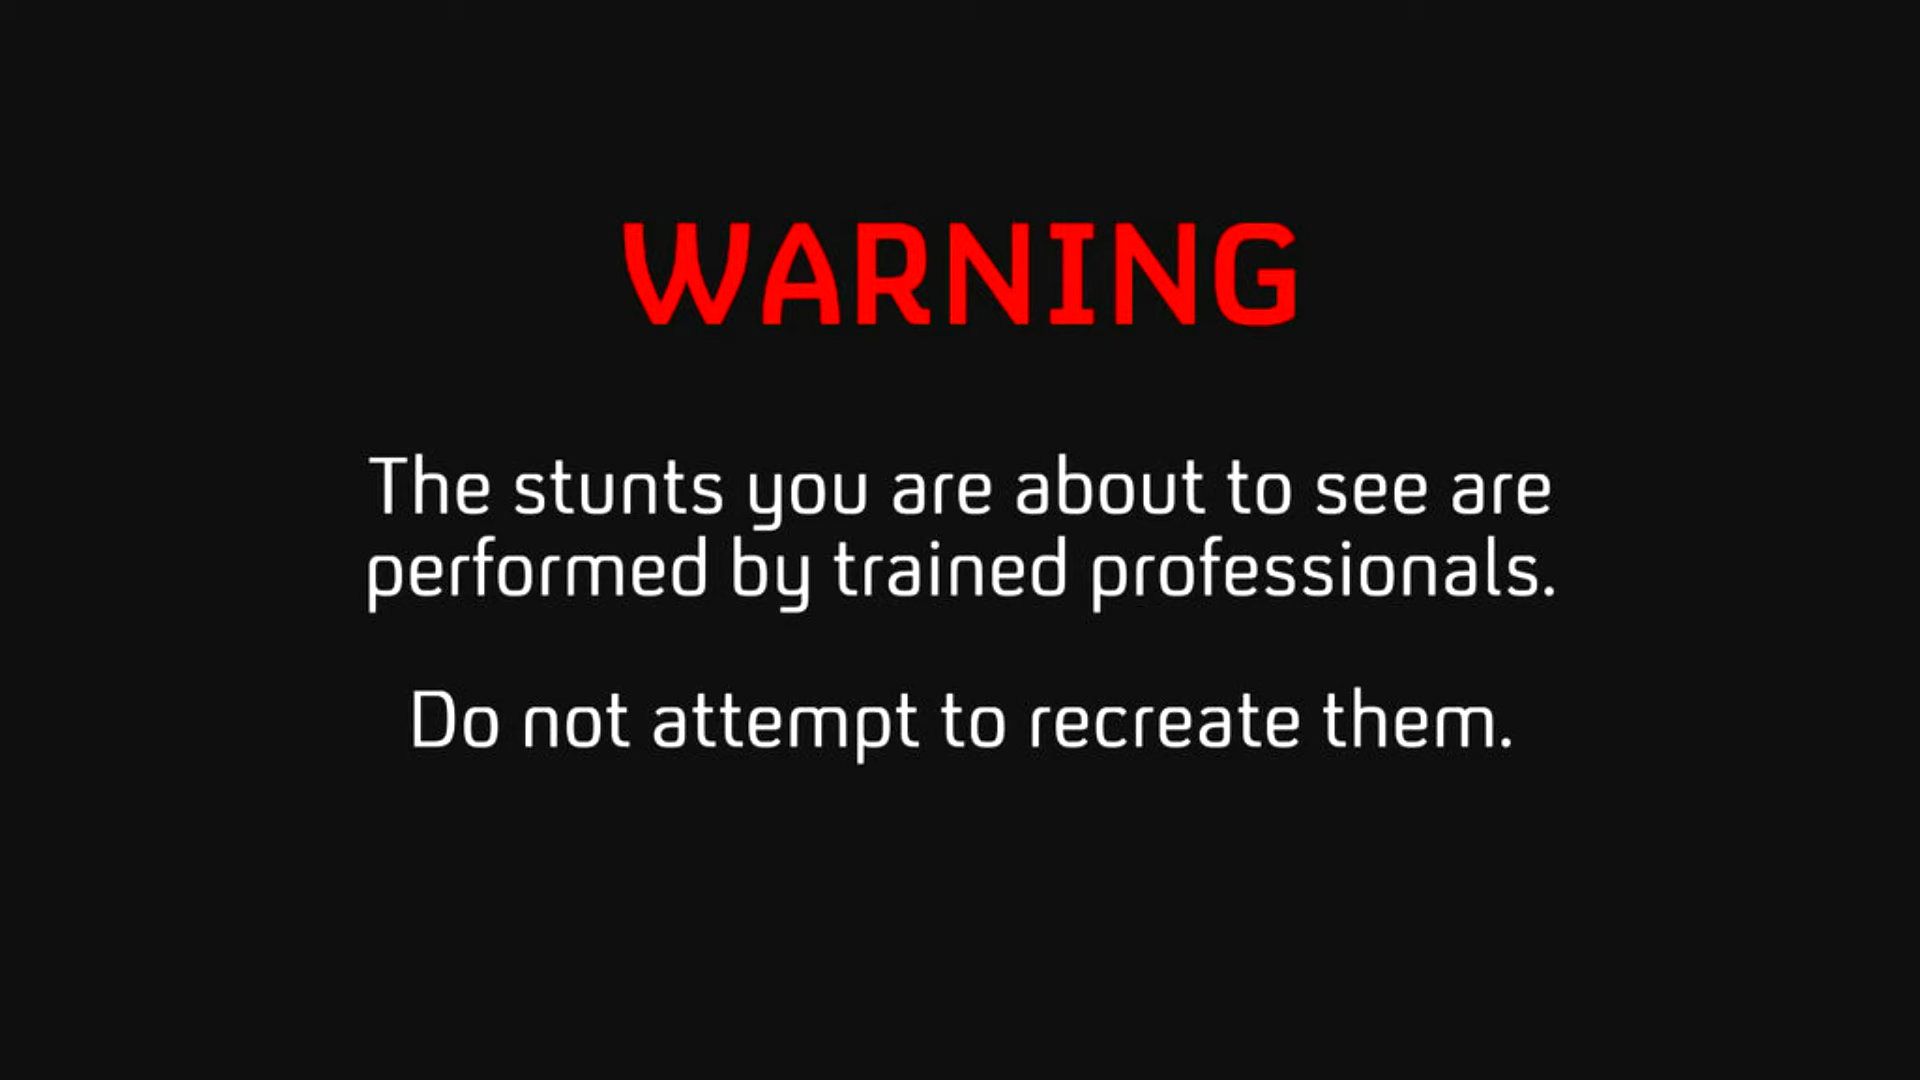 WARNING
The stunts you are about to see are
performed by trained professionals.
Do not attempt to recreate them.